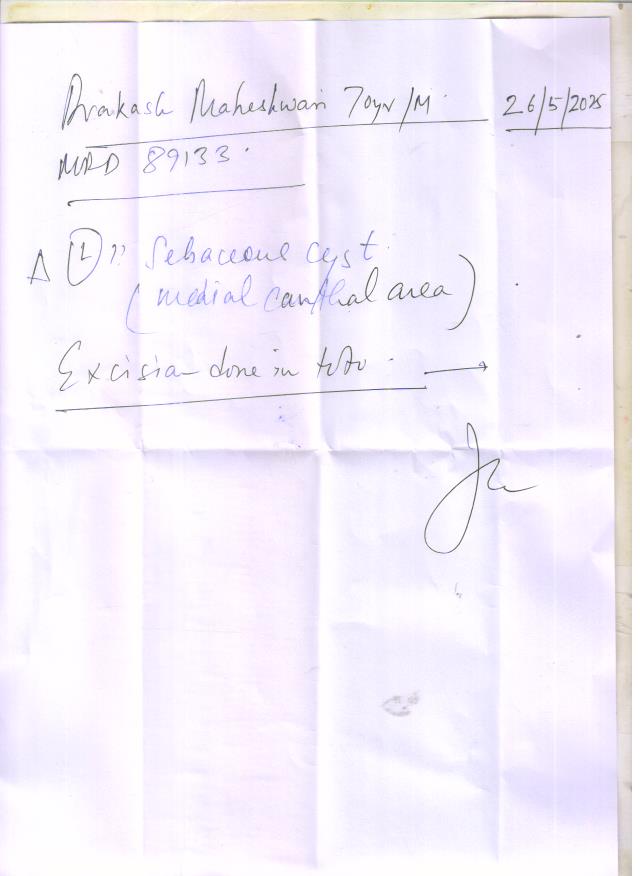 Prakash Maheshwari 70yr/M. 26/5/2025
MRD 89133.
Δ (L) ?? Sebaceous cyst.
(medial canthal area)
Excision done in toto. →